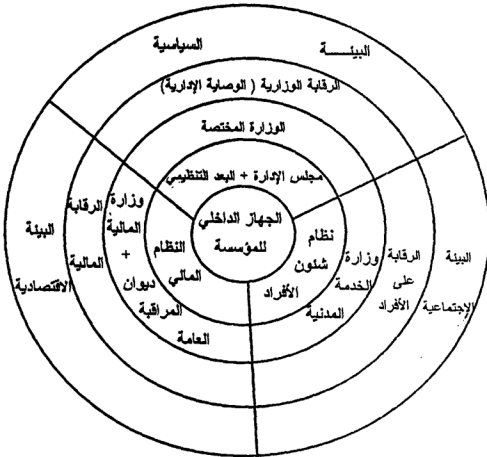 البيئـــــة السياسية
الرقابة الوزارية ( الوصاية الإدارية)
الوزارة المختصة
مجلس الإدارة + البعد التنظيمي
الجهاز الداخلي
للمؤسسة
نظام
شئون
الأفراد
وزارة
الخدمة
المدنية
الرقابة
على
الأفراد
البيئة
الإجتماعية
النظام
المالي
وزارة
المالية
+
ديوان
المراقبة
العامة
الرقابة
المالية
البيئة
الاقتصادية